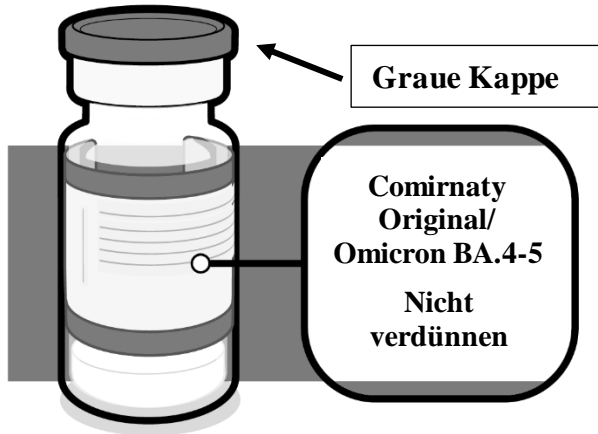 Graue Kappe
Comirnaty
Original/
Omicron BA.4-5
Nicht
verdünnen